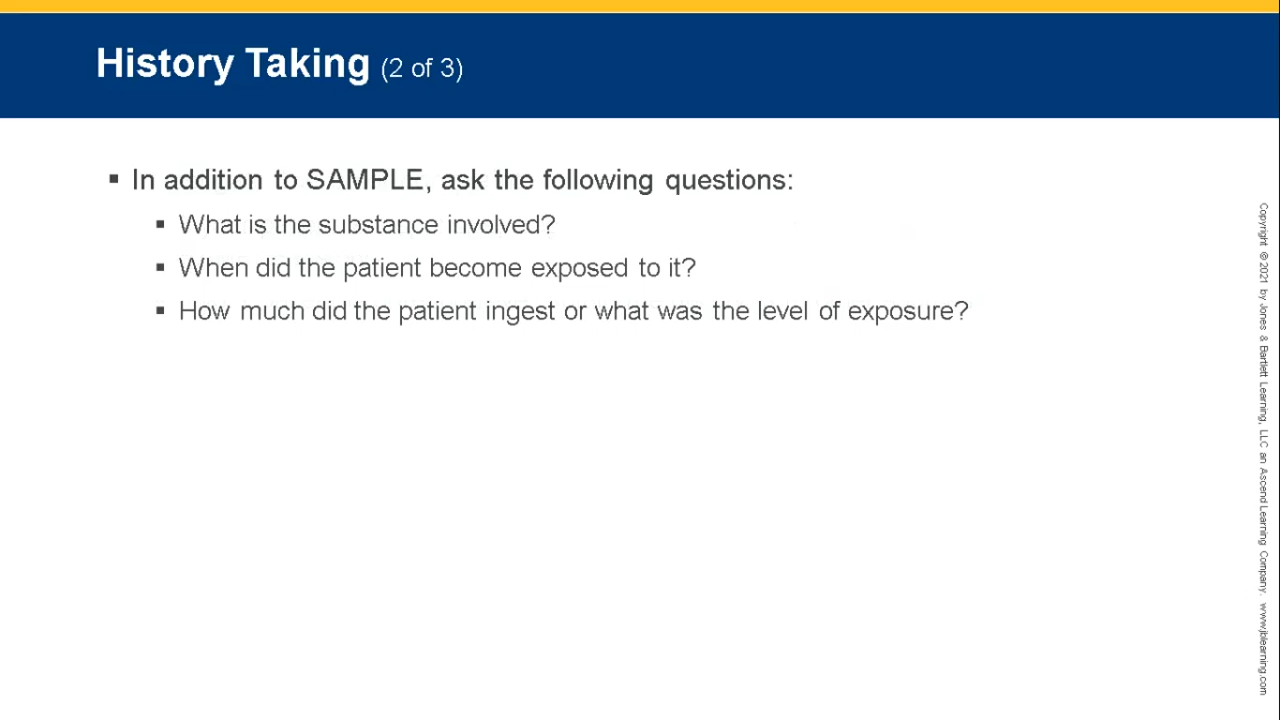 History Taking (2 of 3)
▪ In addition to SAMPLE, ask the following questions:
▪ What is the substance involved?
▪ When did the patient become exposed to it?
▪ How much did the patient ingest or what was the level of exposure?
Copyright © 2021 by Jones & Bartlett Learning, LLC an Ascend Learning Company. www.jblearning.com